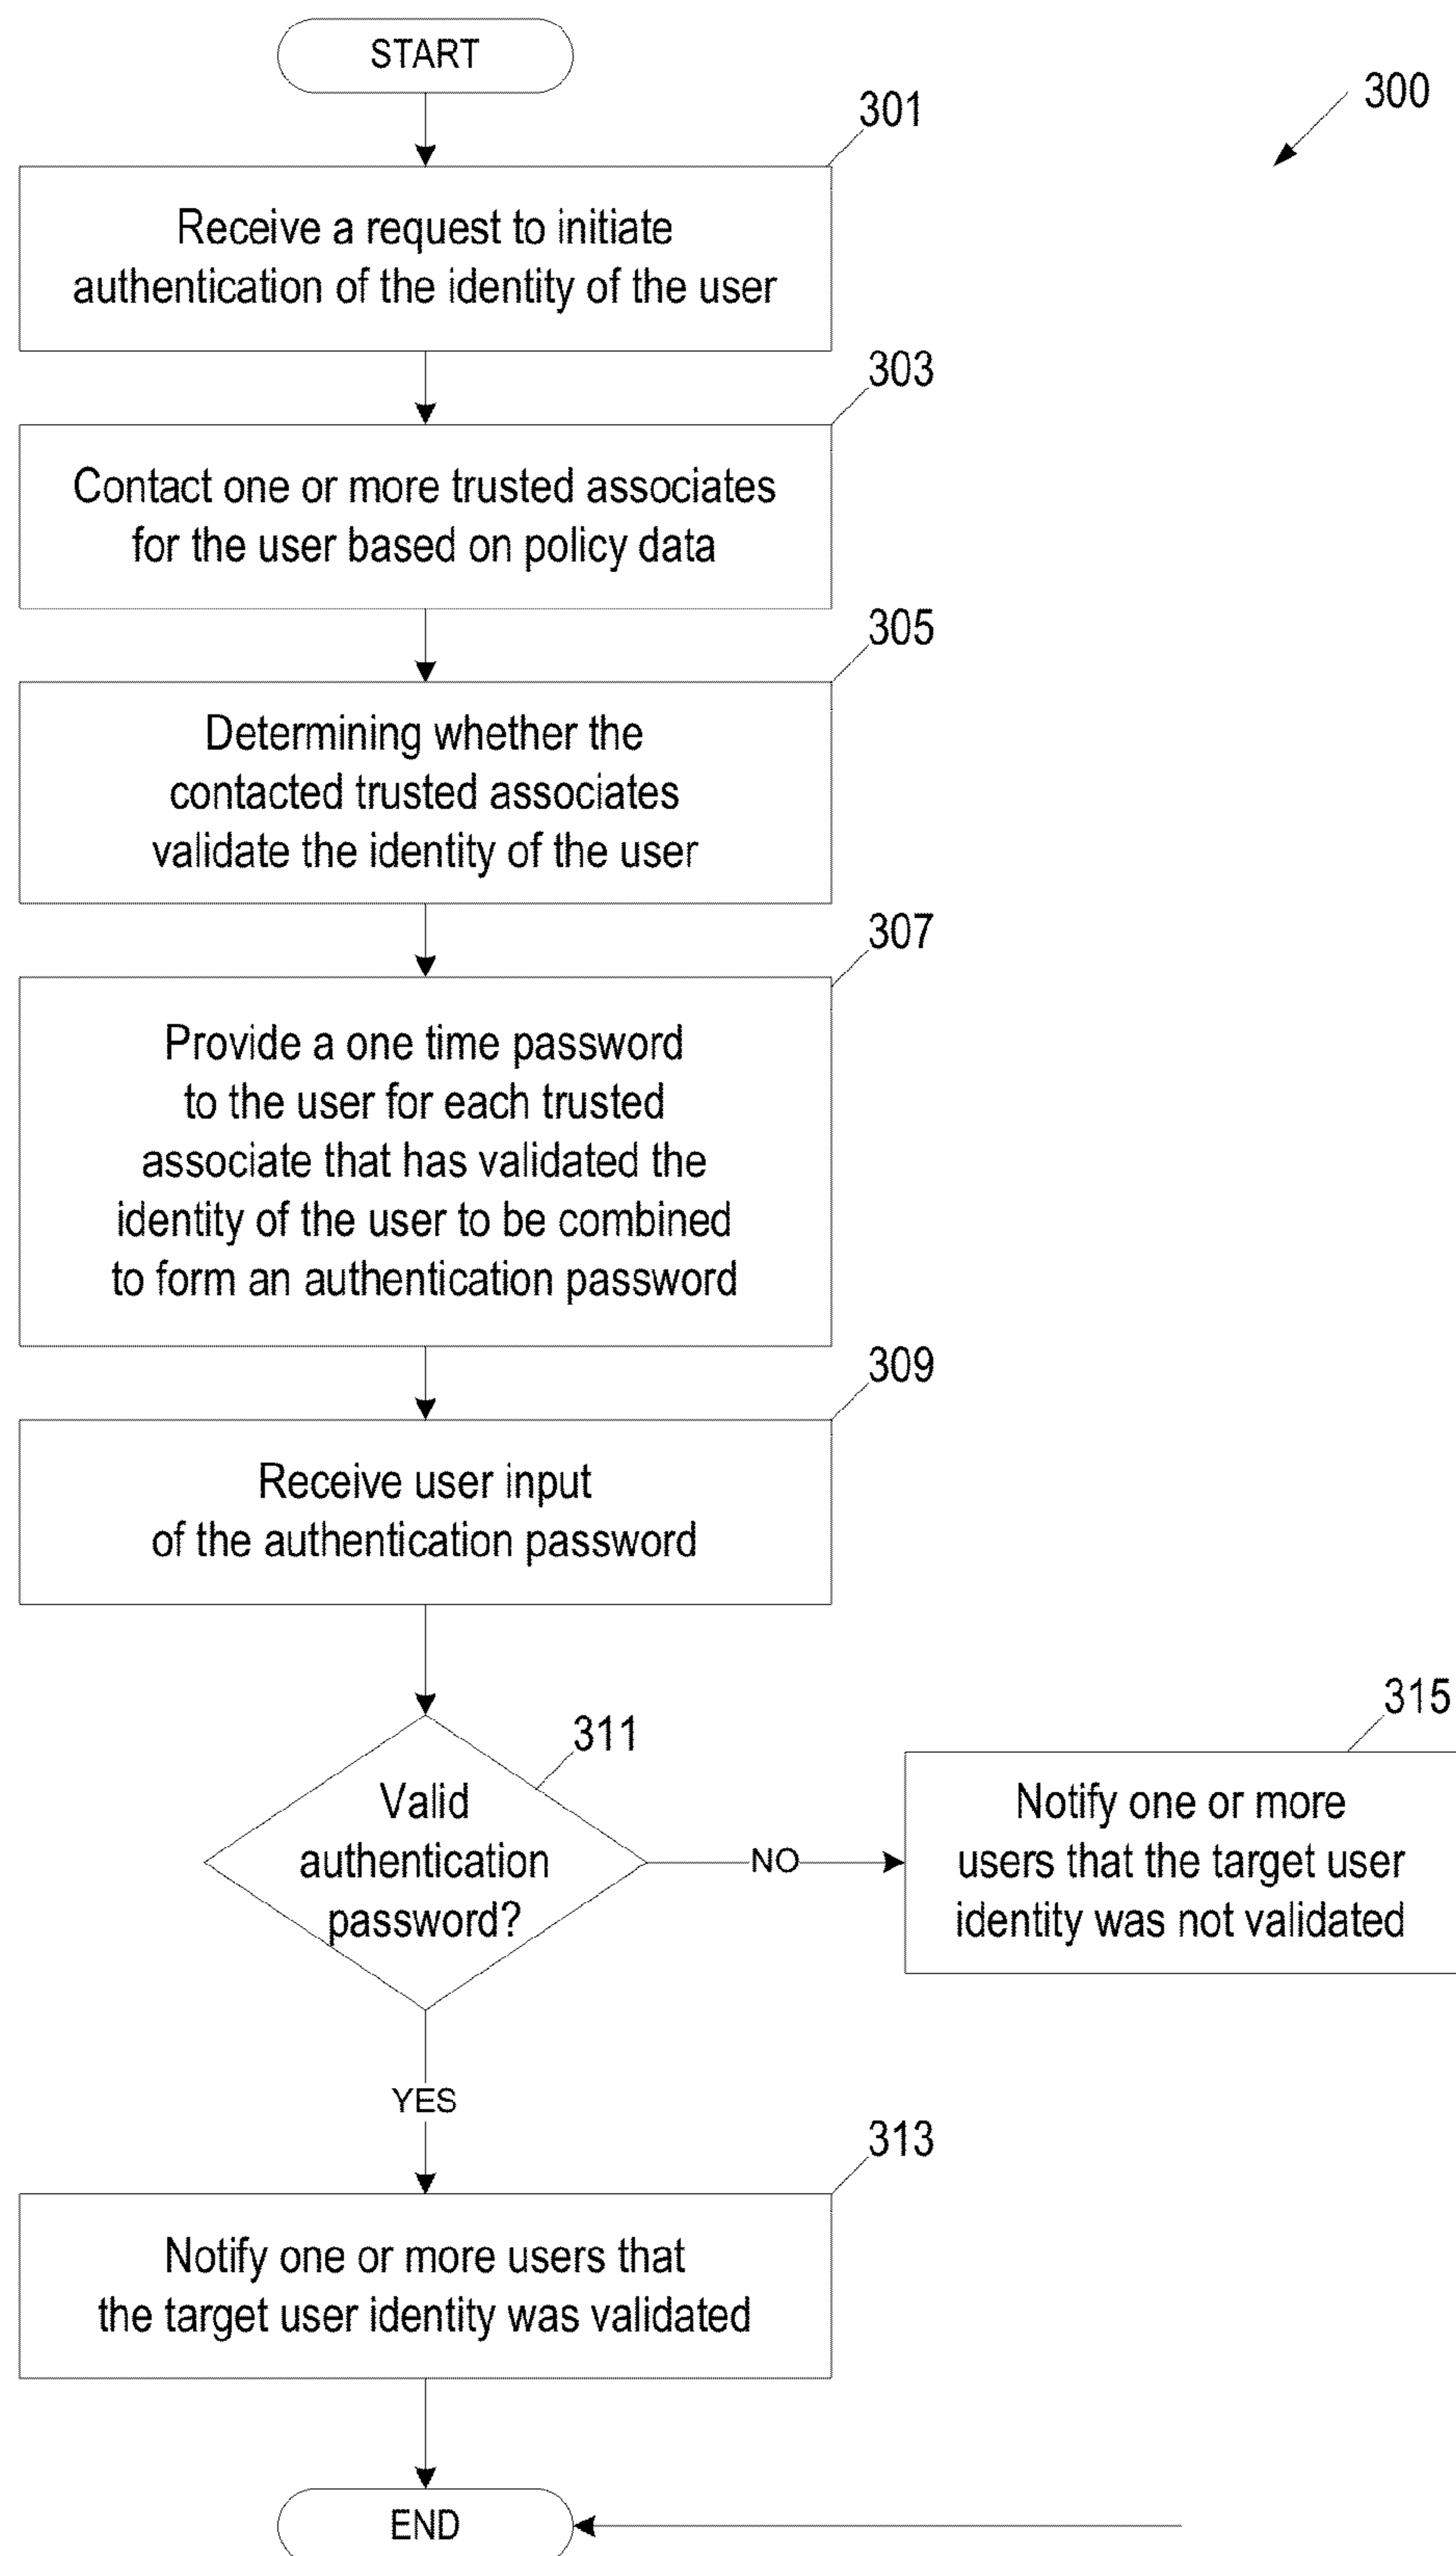 START
300
301
Receive a request to initiate
authentication of the identity of the user
303
Contact one or more trusted associates
for the user based on policy data
305
Determining whether the
contacted trusted associates
validate the identity of the user
307
Provide a one time password
to the user for each trusted
associate that has validated the
identity of the user to be combined
to form an authentication password
309
Receive user input
of the authentication password
311
Valid
authentication
password?
NO
315
Notify one or more
users that the target user
identity was not validated
YES
313
Notify one or more users that
the target user identity was validated
END